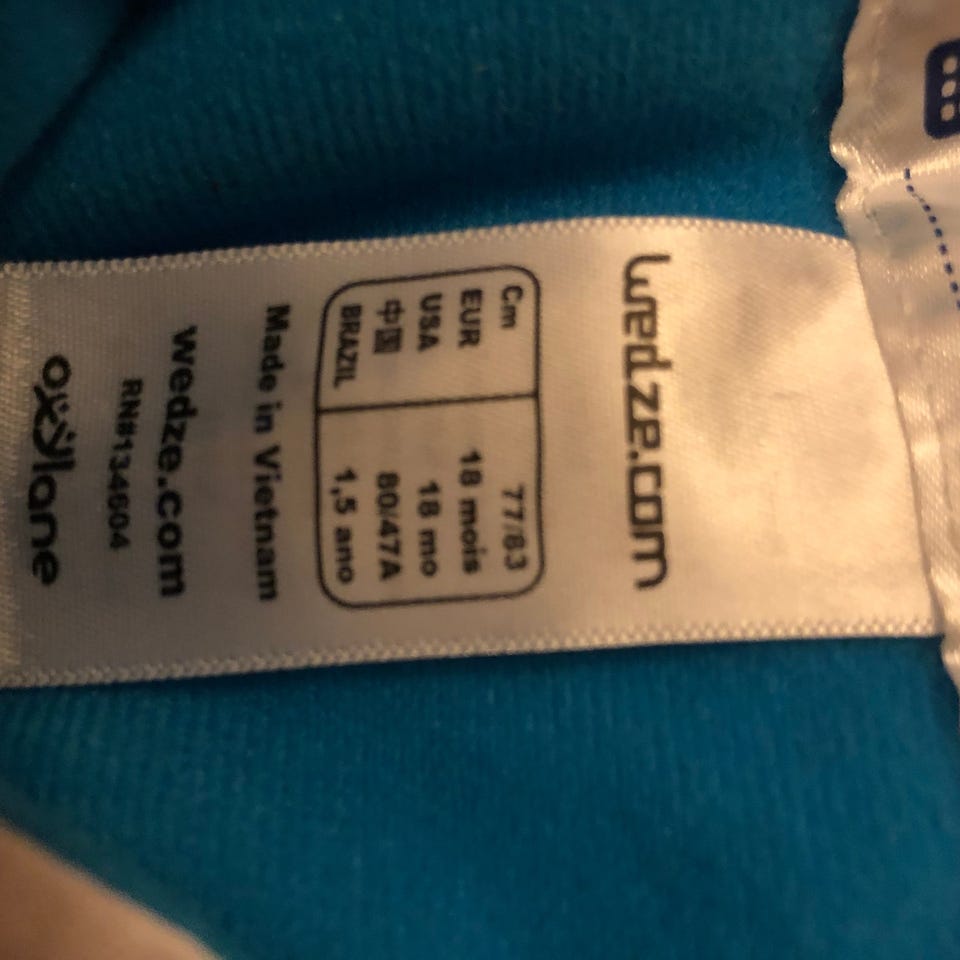 wedze.com
Cm 77/83
EUR 18 mois
USA 18 mo
中国 80/47A
BRAZIL 1,5 ano
Made in Vietnam
wedze.com
RN#134604
oxylane